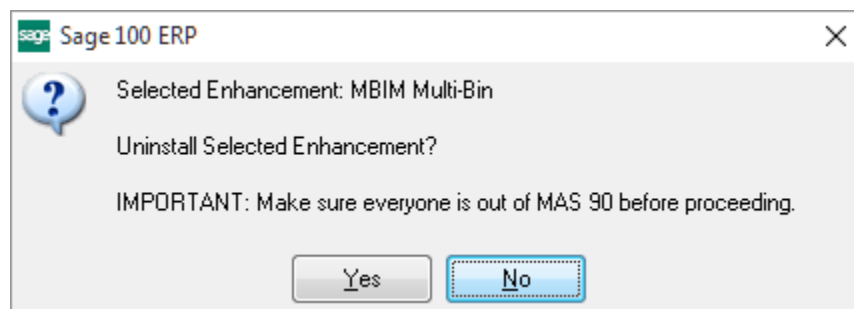 sage Sage 100 ERP
Selected Enhancement: MBIM Multi-Bin
Uninstall Selected Enhancement?
IMPORTANT: Make sure everyone is out of MAS 90 before proceeding.
Yes No